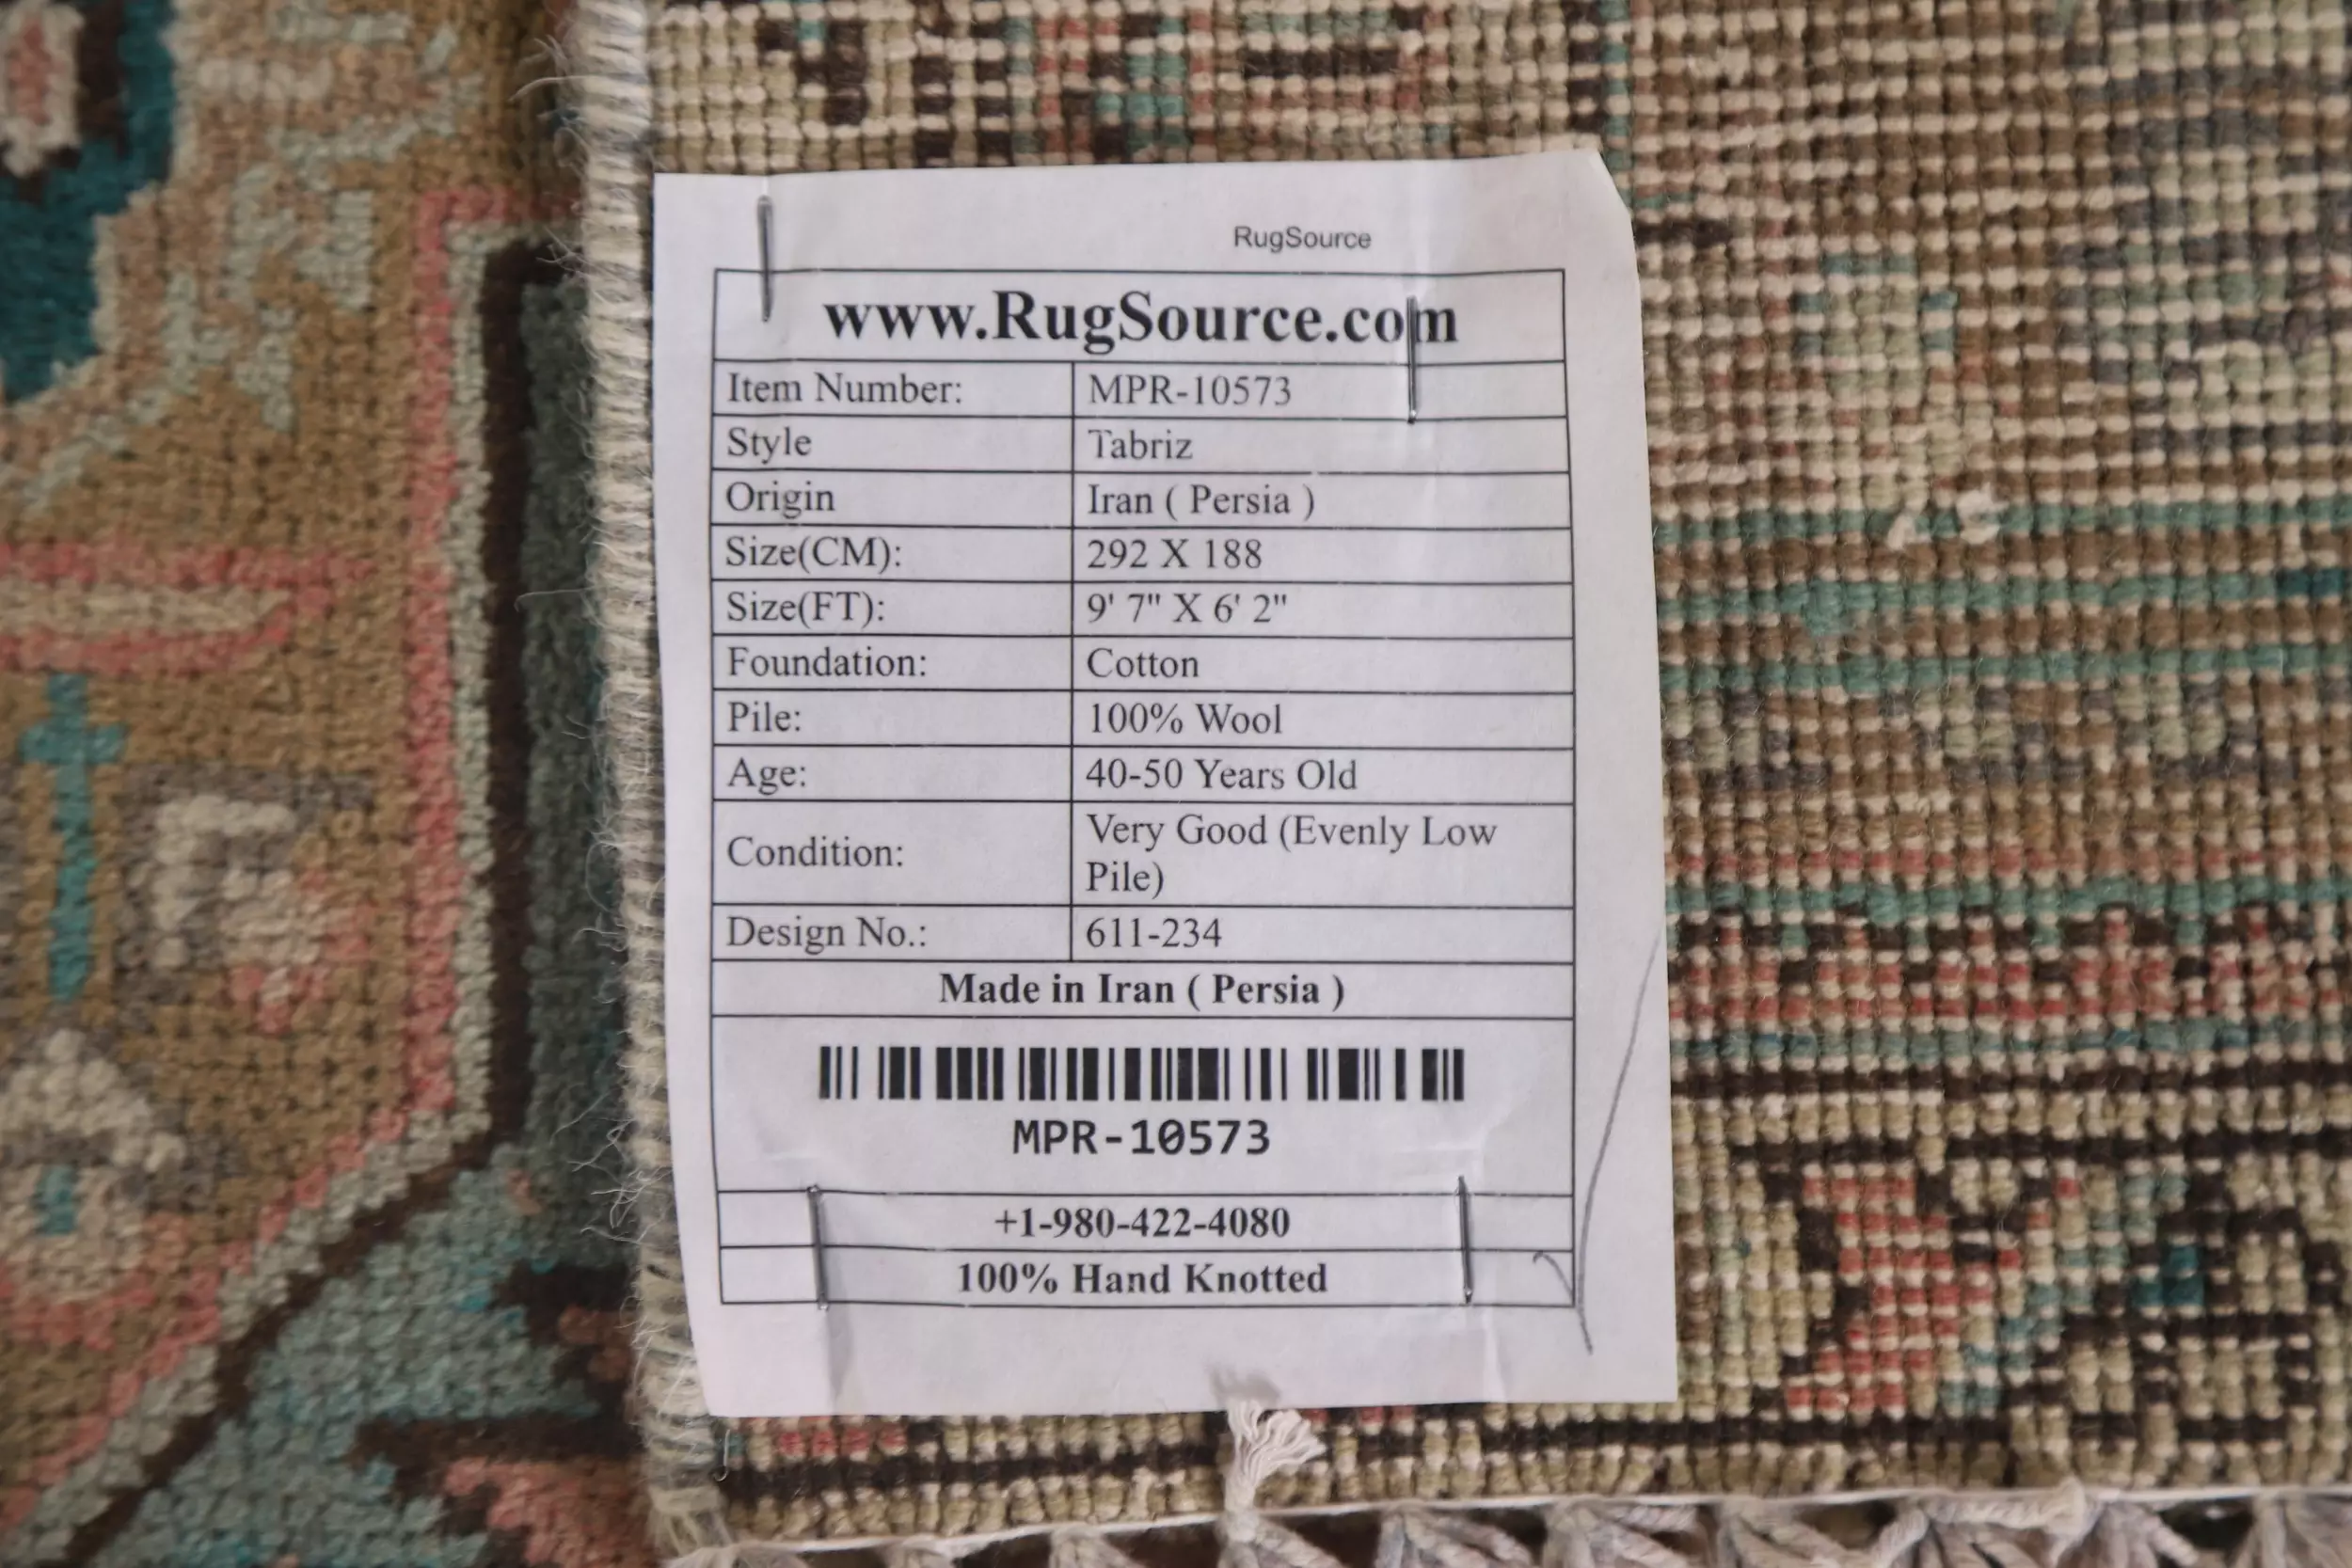 RugSource
www.RugSource.com
Item Number: MPR-10573
Style Tabriz
Origin Iran ( Persia )
Size(CM): 292 X 188
Size(FT): 9' 7" X 6' 2"
Foundation: Cotton
Pile: 100% Wool
Age: 40-50 Years Old
Condition: Very Good (Evenly Low
Pile)
Design No.: 611-234
Made in Iran ( Persia )
MPR-10573
+1-980-422-4080
100% Hand Knotted